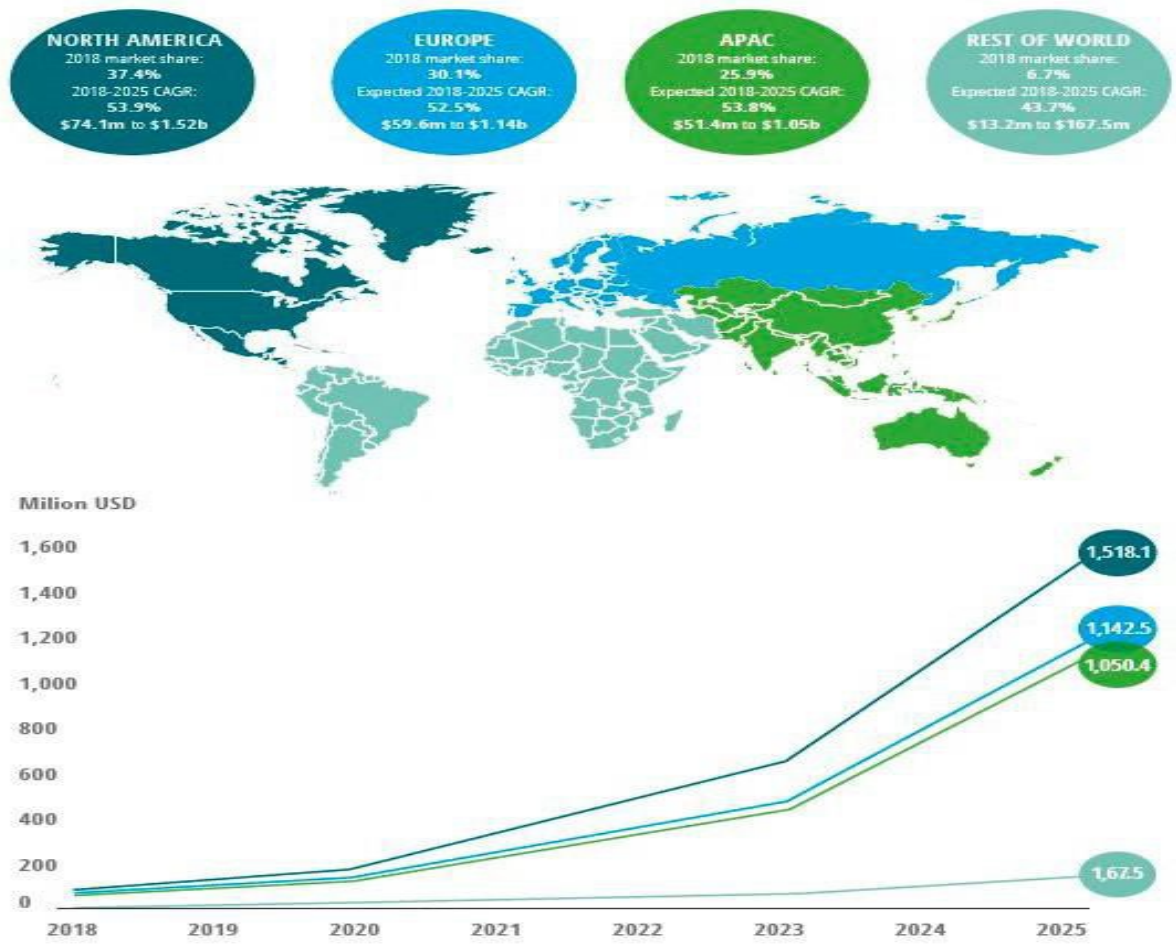 NORTH AMERICA
2018 market share:
37.4%
2018-2025 CAGR:
53.9%
$74.1m to $1.52b
EUROPE
2018 market share:
30.1%
Expected 2018-2025 CAGR:
52.5%
$59.6m to $1.14b
APAC
2018 market share:
25.9%
Expected 2018-2025 CAGR:
53.8%
$51.4m to $1.05b
REST OF WORLD
2018 market share:
6.7%
Expected 2018-2025 CAGR:
43.7%
$13.2m to $167.5m
Milion USD
1,600
1,400
1,200
1,000
800
600
400
200
0
1,518.1
1,142.5
1,050.4
1,67.5
2018 2019 2020 2021 2022 2023 2024 2025